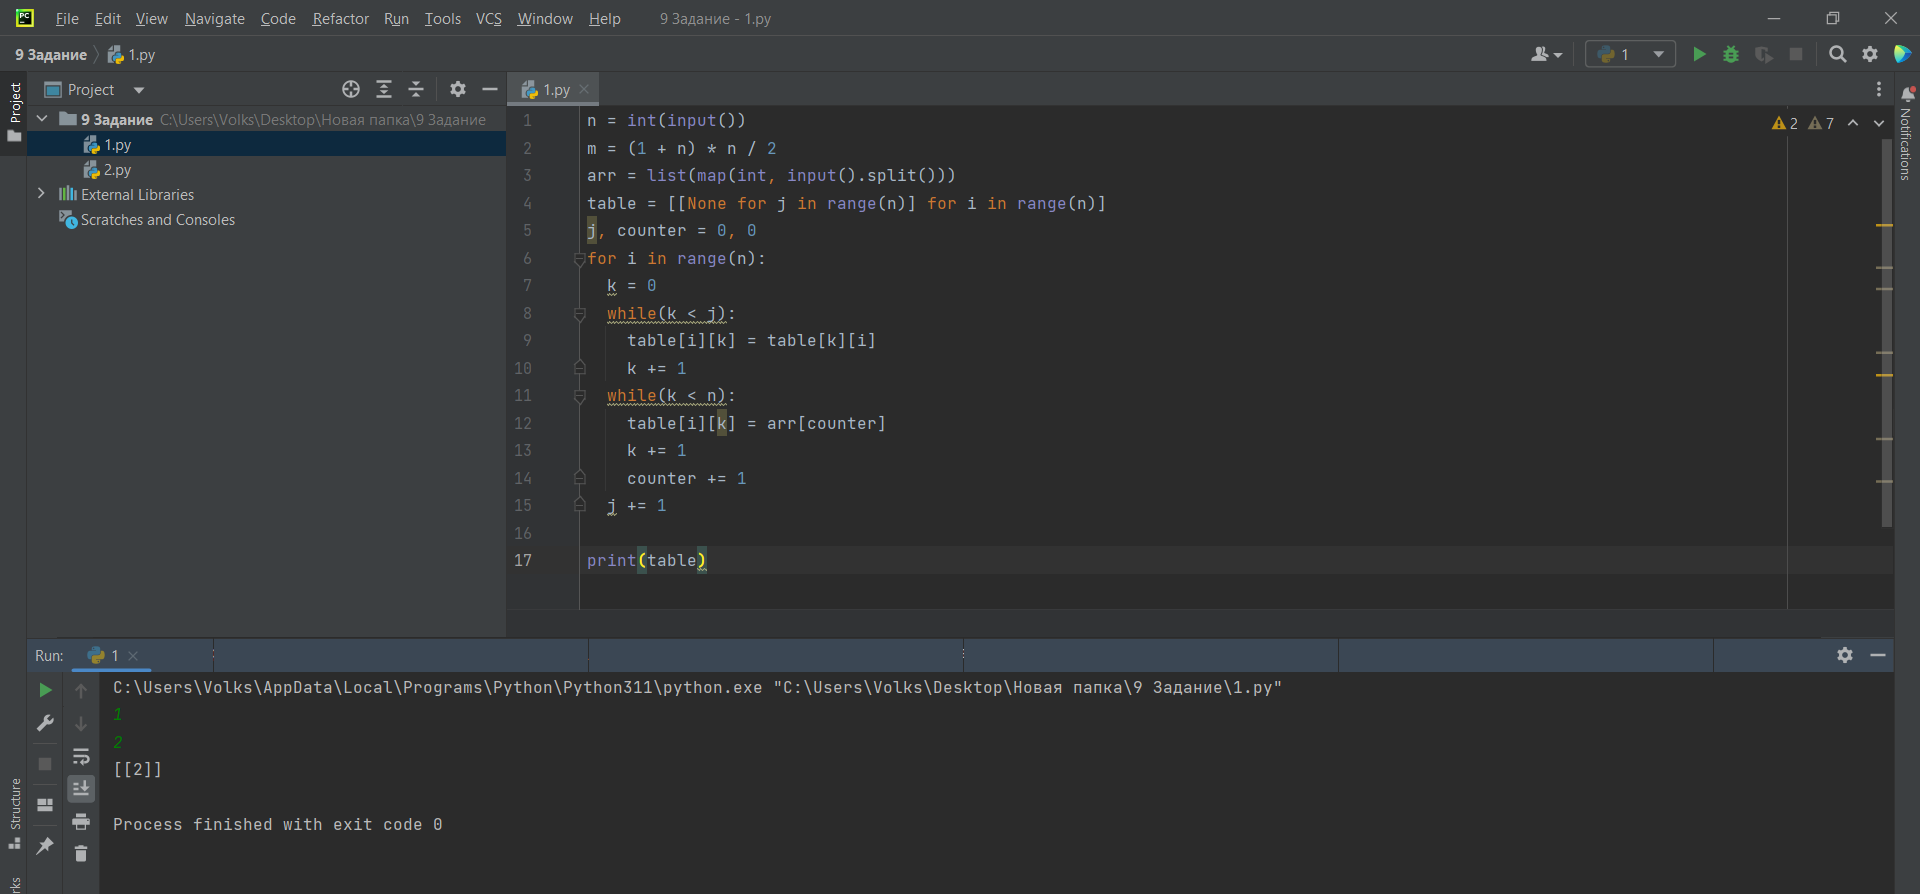 PC File Edit View Navigate Code Refactor Run Tools VCS Window Help 9 Задание - 1.py
9 Задание 1.py 1
Project
Project
1.py
9 Задание C:\Users\Volks\Desktop\Новая папка\9 Задание
1.py
2.py
External Libraries
Scratches and Consoles
2 7
Notifications
1 n = int(input())
2 m = (1 + n) * n / 2
3 arr = list(map(int, input().split()))
4 table = [[None for j in range(n)] for i in range(n)]
5 j, counter = 0, 0
6 for i in range(n):
7 k = 0
8 while(k < j):
9 table[i][k] = table[k][i]
10 k += 1
11 while(k < n):
12 table[i][k] = arr[counter]
13 k += 1
14 counter += 1
15 j += 1
16
17 print(table)
Run: 1
C:\Users\Volks\AppData\Local\Programs\Python\Python311\python.exe "C:\Users\Volks\Desktop\Новая папка\9 Задание\1.py"
1
2
[[2]]
Process finished with exit code 0
Structure